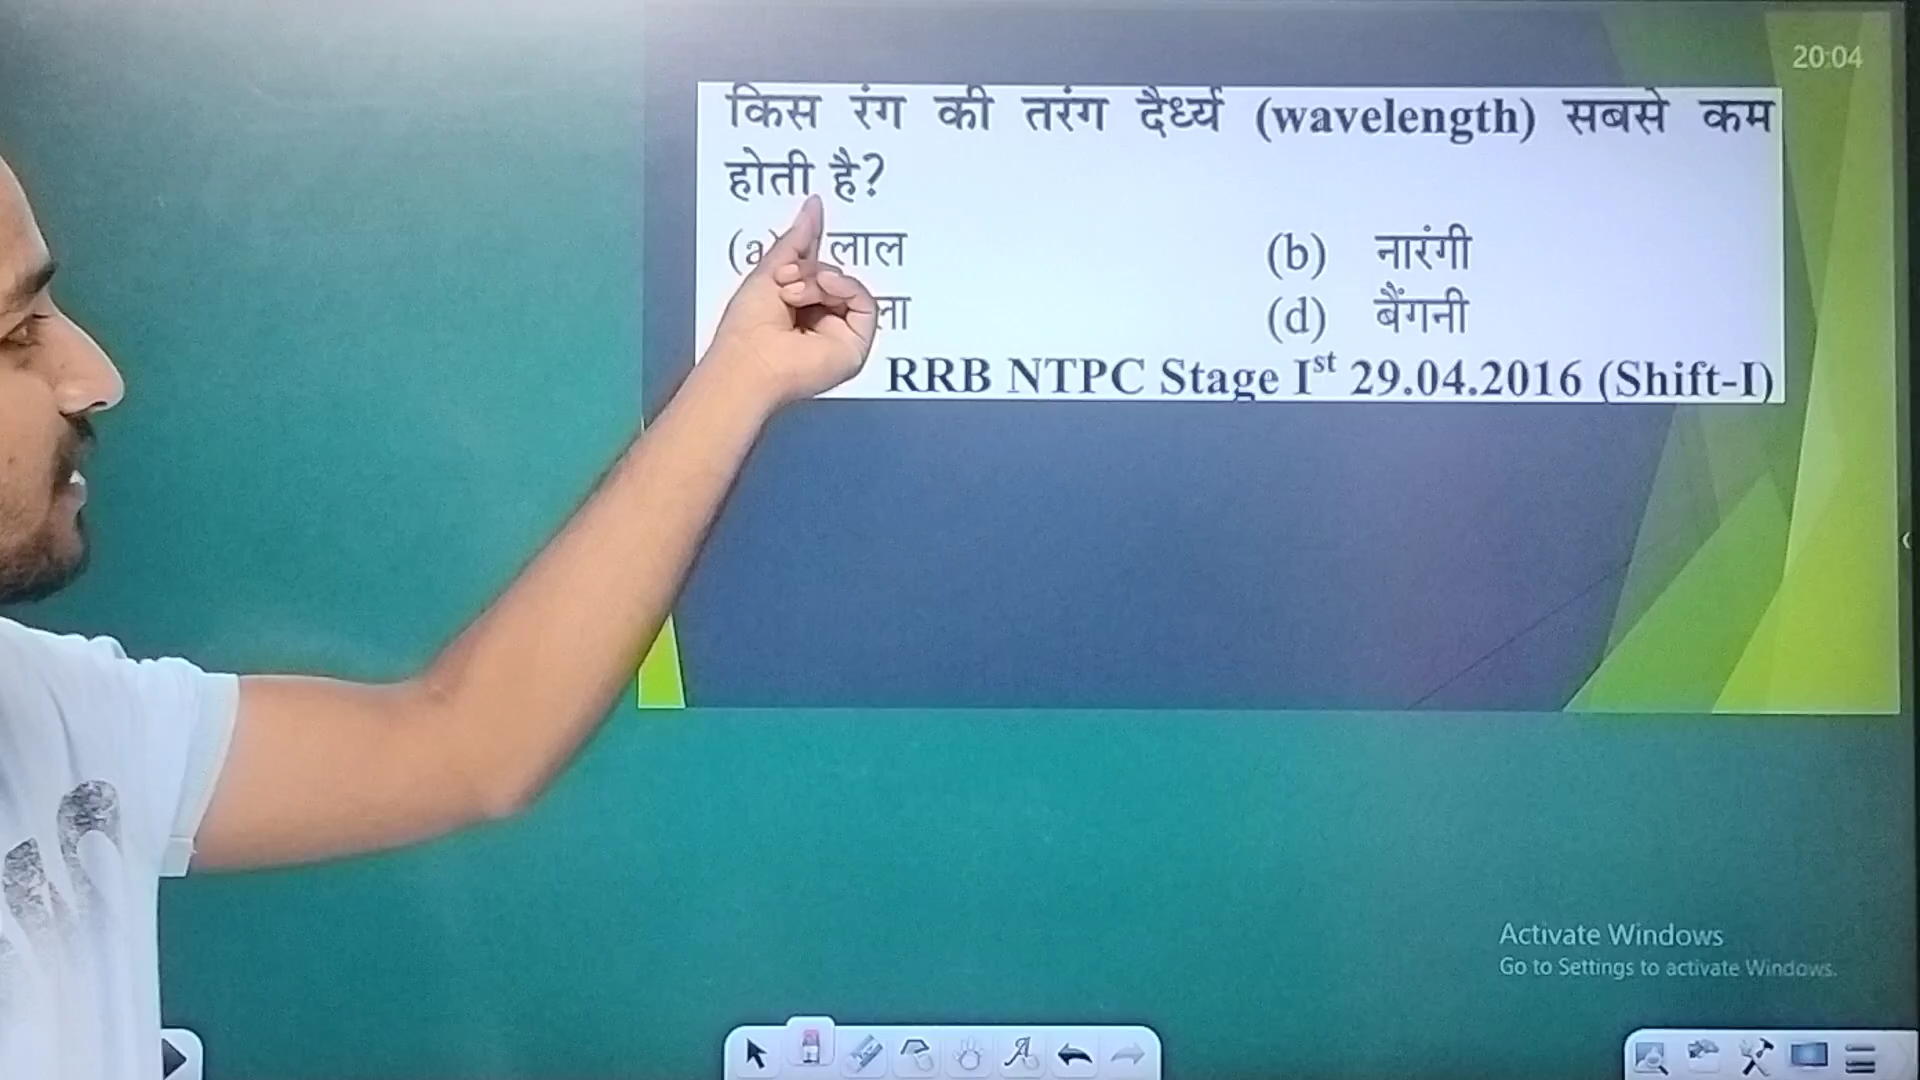 20:04
किस रंग की तरंग दैर्ध्य (wavelength) सबसे कम
होती है?
(a) लाल (b) नारंगी
(d) बैंगनी
RRB NTPC Stage Ist 29.04.2016 (Shift-I)
Activate Windows
Go to Settings to activate Windows.